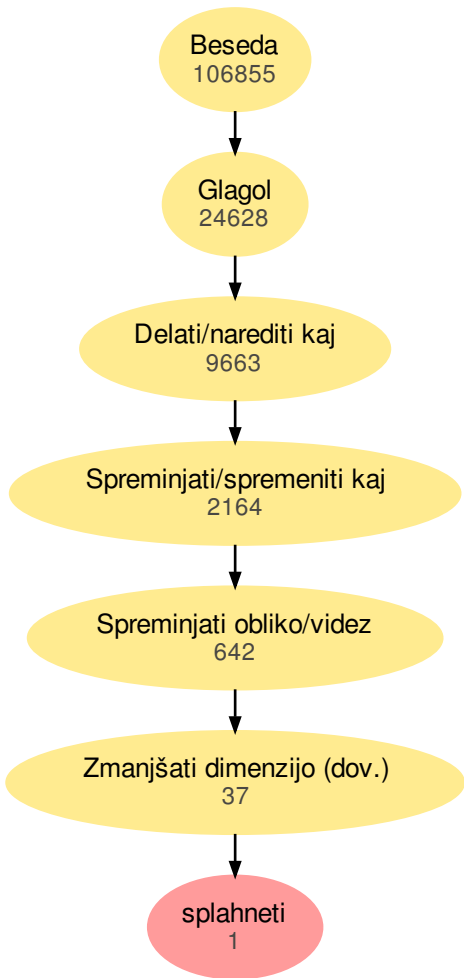 Beseda
106855
Glagol
24628
Delati/narediti kaj
9663
Spreminjati/spremeniti kaj
2164
Spreminjati obliko/videz
642
Zmanjšati dimenzijo (dov.)
37
splahneti
1